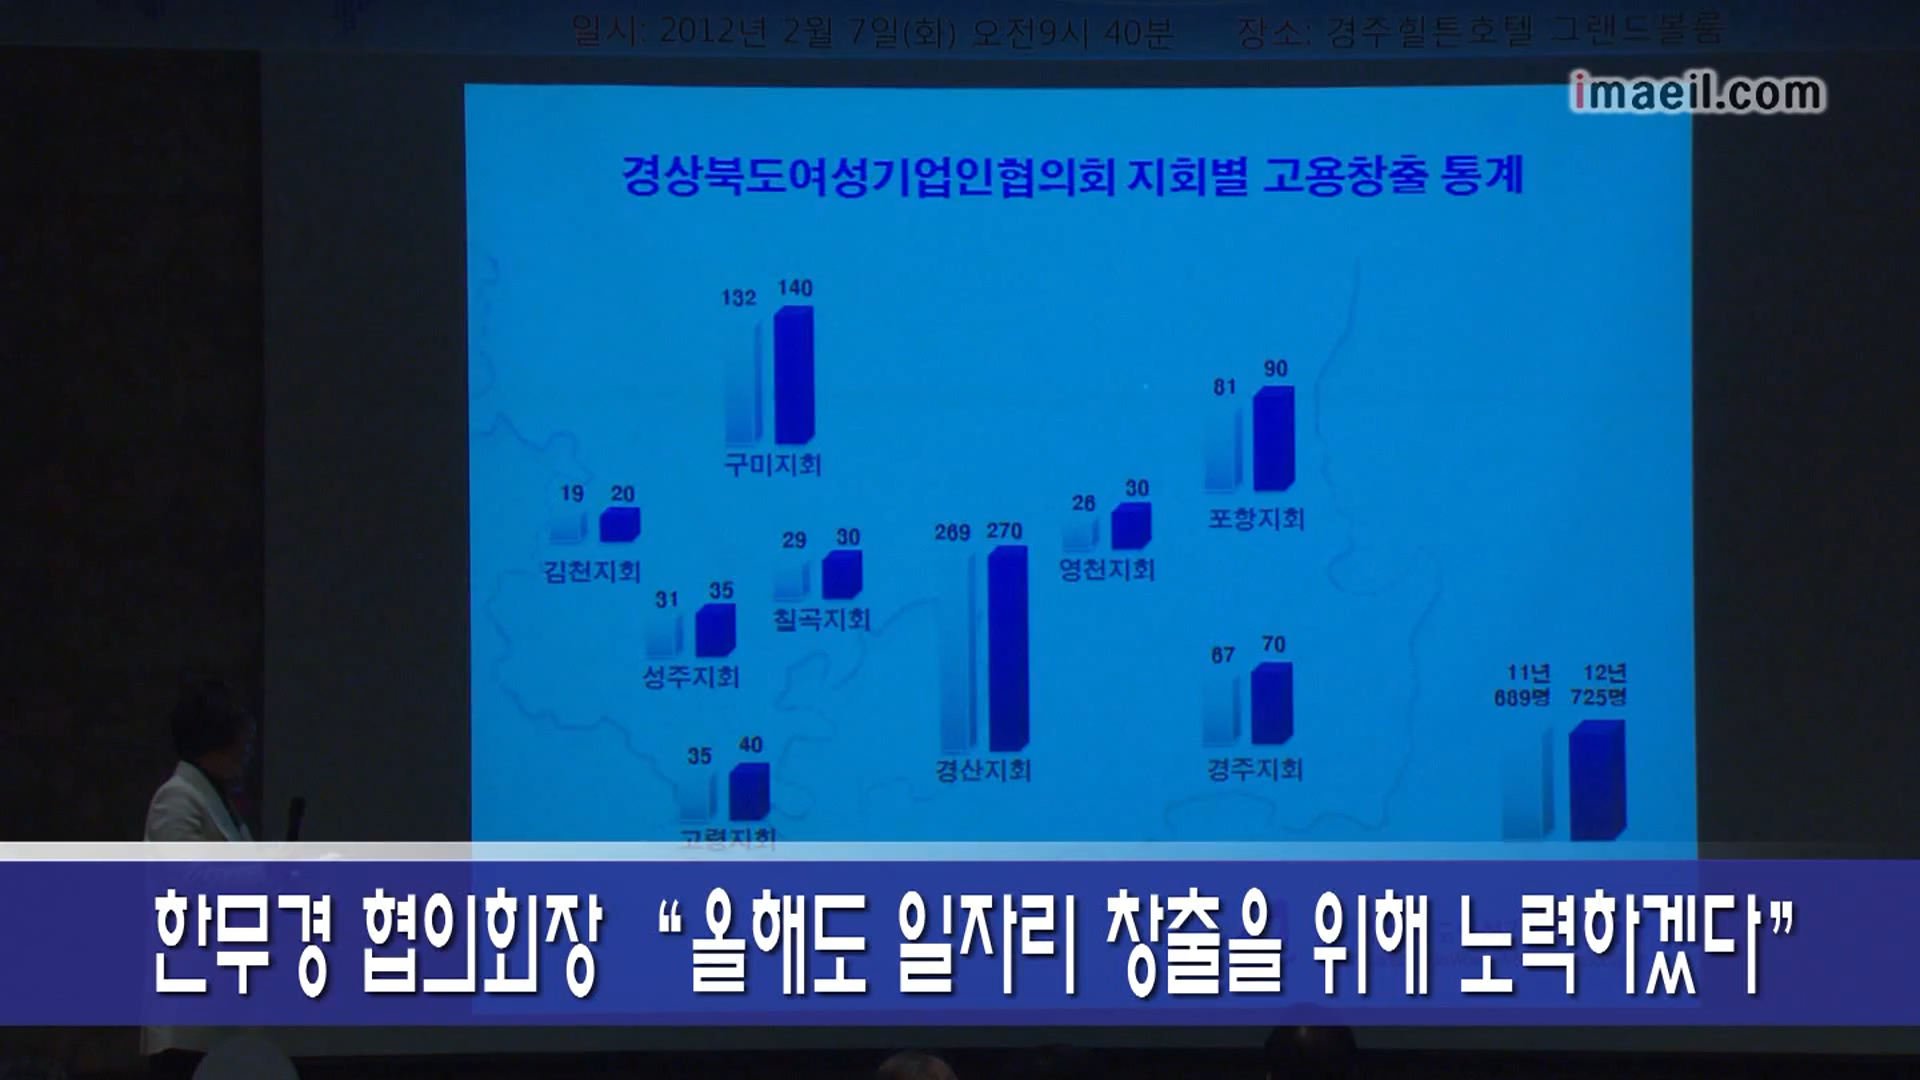 일시: 2012년 2월 7일(화) 오전9시 40분 장소: 경주힐튼호텔 그랜드볼룸
imaeil.com
경상북도여성기업인협의회 지회별 고용창출 통계
132 140
구미지회
81 90
포항지회
19 20
김천지회
29 30
칠곡지회
269 270
경산지회
26 30
영천지회
31 35
성주지회
67 70
경주지회
35 40
고령지회
11년 12년
689명 725명
한무경 협의회장 “올해도 일자리 창출을 위해 노력하겠다”